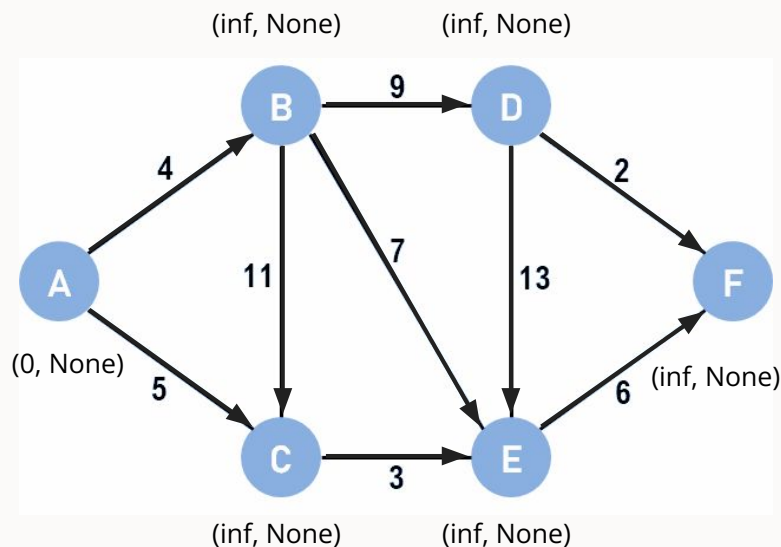 (inf, None) (inf, None)
B 9 D
4 2
7
A 11 13 F
(0, None)
5 6 (inf, None)
C 3 E
(inf, None) (inf, None)